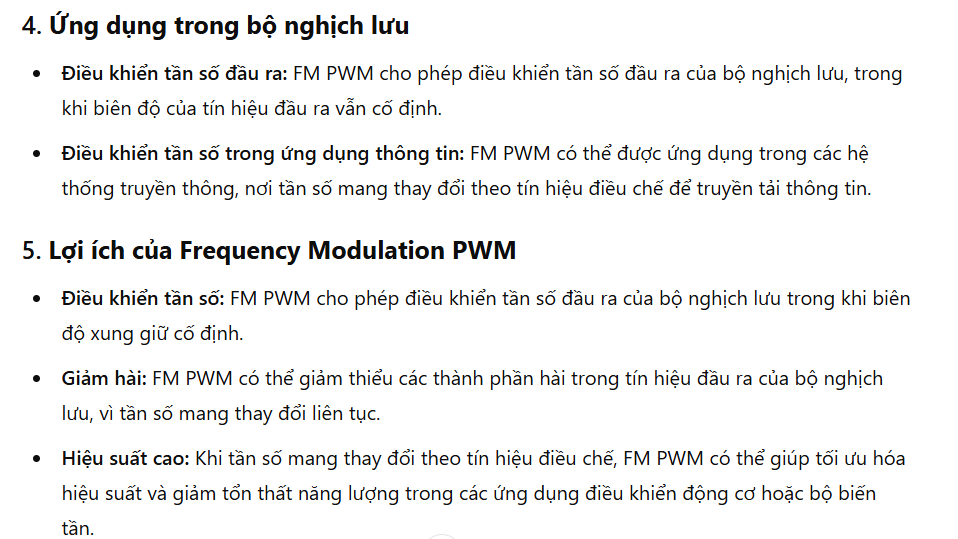 4. Ứng dụng trong bộ nghịch lưu
• Điều khiển tần số đầu ra: FM PWM cho phép điều khiển tần số đầu ra của bộ nghịch lưu, trong
khi biên độ của tín hiệu đầu ra vẫn cố định.
• Điều khiển tần số trong ứng dụng thông tin: FM PWM có thể được ứng dụng trong các hệ
thống truyền thông, nơi tần số mang thay đổi theo tín hiệu điều chế để truyền tải thông tin.
5. Lợi ích của Frequency Modulation PWM
• Điều khiển tần số: FM PWM cho phép điều khiển tần số đầu ra của bộ nghịch lưu trong khi biên
độ xung giữ cố định.
• Giảm hài: FM PWM có thể giảm thiểu các thành phần hài trong tín hiệu đầu ra của bộ nghịch
lưu, vì tần số mang thay đổi liên tục.
• Hiệu suất cao: Khi tần số mang thay đổi theo tín hiệu điều chế, FM PWM có thể giúp tối ưu hóa
hiệu suất và giảm tổn thất năng lượng trong các ứng dụng điều khiển động cơ hoặc bộ biến
tần.